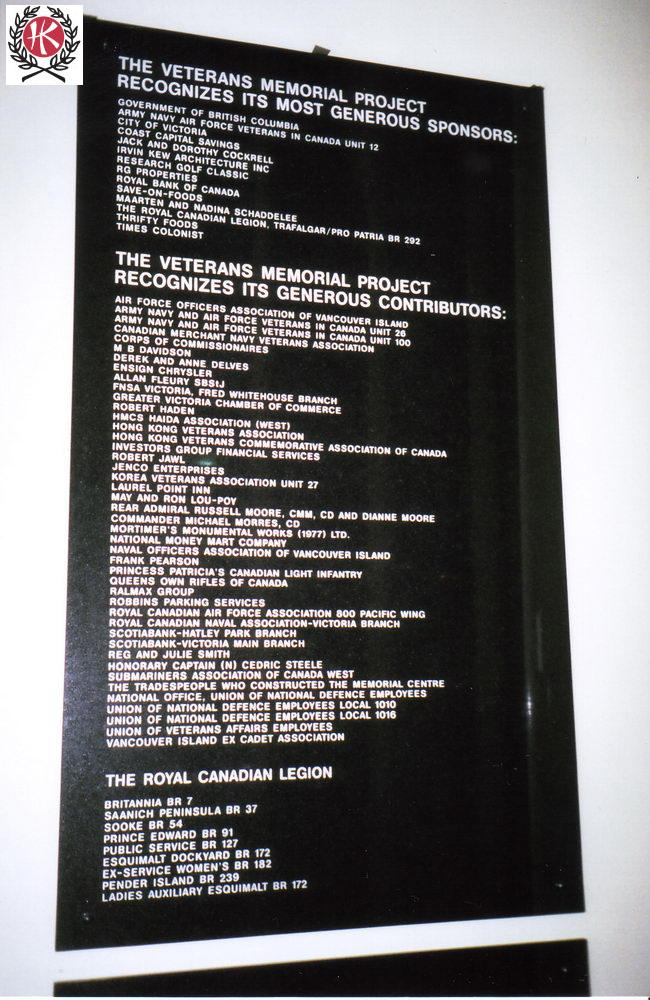 HK
THE VETERANS MEMORIAL PROJECT
RECOGNIZES ITS MOST GENEROUS SPONSORS:
GOVERNMENT OF BRITISH COLUMBIA
ARMY NAVY AIR FORCE VETERANS IN CANADA UNIT 12
CITY OF VICTORIA
COAST CAPITAL SAVINGS
JACK AND DOROTHY COCKRELL
IRVIN KEW ARCHITECTURE INC
RESEARCH GOLF CLASSIC
RG PROPERTIES
ROYAL BANK OF CANADA
SAVE-ON-FOODS
MAARTEN AND NADINA SCHADDELEE
THE ROYAL CANADIAN LEGION, TRAFALGAR/PRO PATRIA BR 292
THRIFTY FOODS
TIMES COLONIST
THE VETERANS MEMORIAL PROJECT
RECOGNIZES ITS GENEROUS CONTRIBUTORS:
AIR FORCE OFFICERS ASSOCIATION OF VANCOUVER ISLAND
ARMY NAVY AND AIR FORCE VETERANS IN CANADA UNIT 26
ARMY NAVY AND AIR FORCE VETERANS IN CANADA UNIT 100
CANADIAN MERCHANT NAVY VETERANS ASSOCIATION
CORPS OF COMMISSIONAIRES
M B DAVIDSON
DEREK AND ANNE DELVES
ENSIGN CHRYSLER
ALLAN FLEURY SBStJ
FNSA VICTORIA, FRED WHITEHOUSE BRANCH
GREATER VICTORIA CHAMBER OF COMMERCE
ROBERT HADEN
HMCS HAIDA ASSOCIATION (WEST)
HONG KONG VETERANS ASSOCIATION
HONG KONG VETERANS COMMEMORATIVE ASSOCIATION OF CANADA
INVESTORS GROUP FINANCIAL SERVICES
ROBERT JAWL
JENCO ENTERPRISES
KOREA VETERANS ASSOCIATION UNIT 27
LAUREL POINT INN
MAY AND RON LOU-POY
REAR ADMIRAL RUSSELL MOORE, CMM, CD AND DIANNE MOORE
COMMANDER MICHAEL MORRES, CD
MORTIMER'S MONUMENTAL WORKS (1977) LTD.
NATIONAL MONEY MART COMPANY
NAVAL OFFICERS ASSOCIATION OF VANCOUVER ISLAND
FRANK PEARSON
PRINCESS PATRICIA'S CANADIAN LIGHT INFANTRY
QUEENS OWN RIFLES OF CANADA
RALMAX GROUP
ROBBINS PARKING SERVICES
ROYAL CANADIAN AIR FORCE ASSOCIATION 800 PACIFIC WING
ROYAL CANADIAN NAVAL ASSOCIATION-VICTORIA BRANCH
SCOTIABANK-HATLEY PARK BRANCH
SCOTIABANK-VICTORIA MAIN BRANCH
REG AND JULIE SMITH
HONORARY CAPTAIN (N) CEDRIC STEELE
SUBMARINERS ASSOCIATION OF CANADA WEST
THE TRADESPEOPLE WHO CONSTRUCTED THE MEMORIAL CENTRE
NATIONAL OFFICE, UNION OF NATIONAL DEFENCE EMPLOYEES
UNION OF NATIONAL DEFENCE EMPLOYEES LOCAL 1010
UNION OF NATIONAL DEFENCE EMPLOYEES LOCAL 1016
UNION OF VETERANS AFFAIRS EMPLOYEES
VANCOUVER ISLAND EX CADET ASSOCIATION
THE ROYAL CANADIAN LEGION
BRITANNIA BR 7
SAANICH PENINSULA BR 37
SOOKE BR 54
PRINCE EDWARD BR 91
PUBLIC SERVICE BR 127
ESQUIMALT DOCKYARD BR 172
EX-SERVICE WOMEN'S BR 182
PENDER ISLAND BR 239
LADIES AUXILIARY ESQUIMALT BR 172